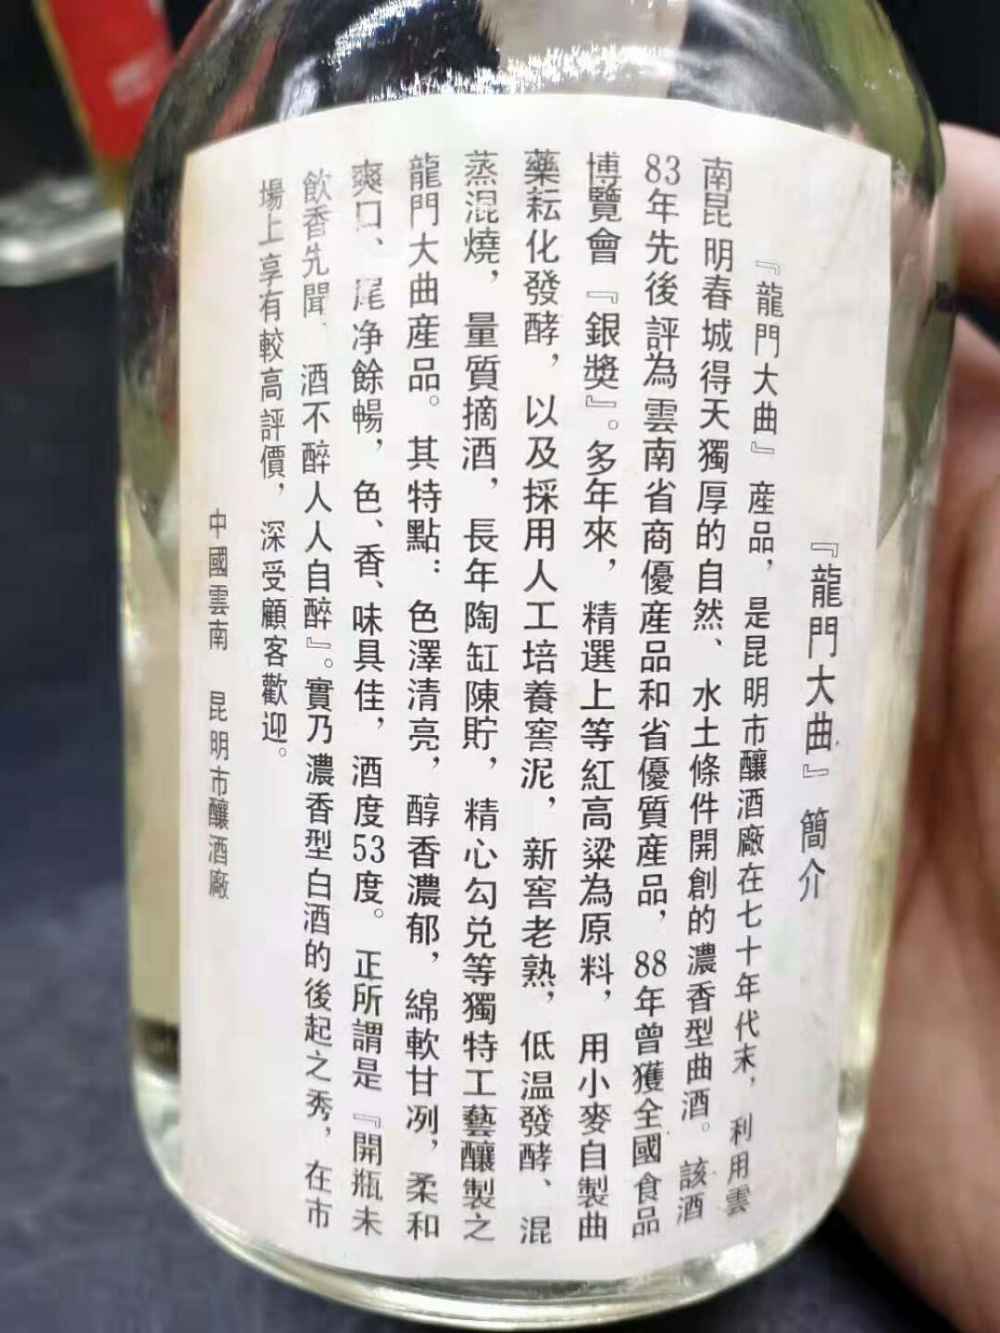 『龍門大曲』簡介
『龍門大曲』産品，是昆明市釀酒廠在七十年代末，利用雲
南昆明春城得天獨厚的自然、水土條件開創的濃香型曲酒。該酒
83年先後評為雲南省商優産品和省優質産品，88年曾獲全國食品
博覽會『銀獎』。多年來，精選上等紅高粱為原料，用小麥自製曲
藥耘化發酵，以及採用人工培養窖泥，新窖老熟，低温發酵、混
蒸混燒，量質摘酒，長年陶缸陳貯，精心勾兑等獨特工藝釀製之
龍門大曲産品。其特點：色澤清亮，醇香濃郁，綿軟甘冽，柔和
爽口、尾净餘暢，色、香、味具佳，酒度53度。正所謂是『開瓶未
飲香先聞、酒不醉人人自醉』。實乃濃香型白酒的後起之秀，在市
場上享有較高評價，深受顧客歡迎。
中國雲南 昆明市釀酒廠